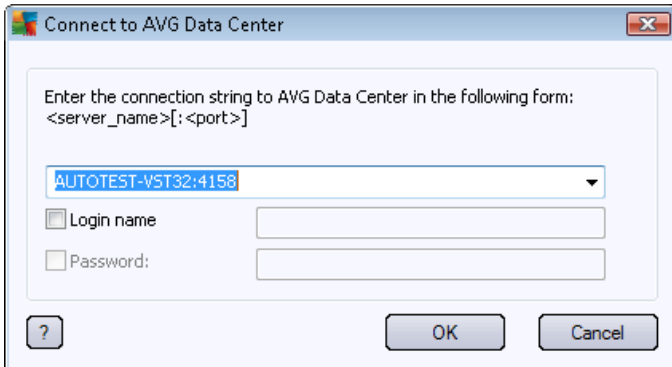 Connect to AVG Data Center
Enter the connection string to AVG Data Center in the following form:
<server_name>[:<port>]
AUTOTEST-VST32:4158
Login name
Password:
?
OK
Cancel